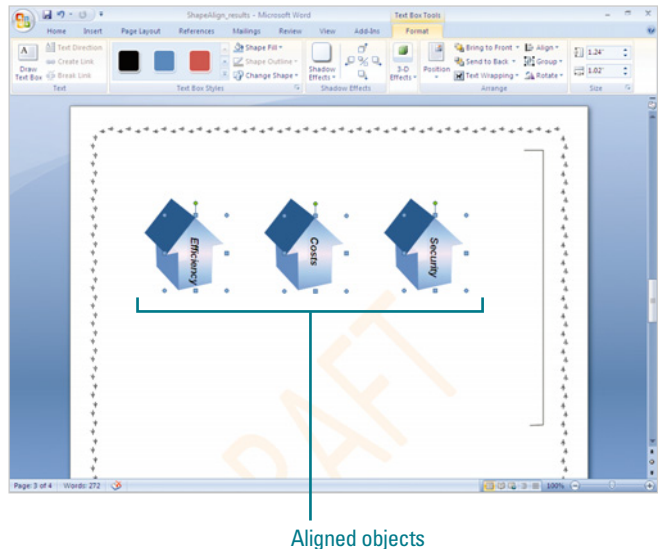 ShapeAlign_results - Microsoft Word
Text Box Tools
Home Insert Page Layout References Mailings Review View Add-Ins Format
Draw Text Box
Text Direction
Create Link
Break Link
Text
Text Box Styles
Shape Fill
Shape Outline
Change Shape
Shadow Effects
Shadow Effects
3-D Effects
Position
Bring to Front
Send to Back
Text Wrapping
Align
Group
Rotate
Arrange
1.24"
1.02"
Size
Efficiency
Costs
Security
DRAFT
Page: 3 of 4 Words: 272
100%
Aligned objects